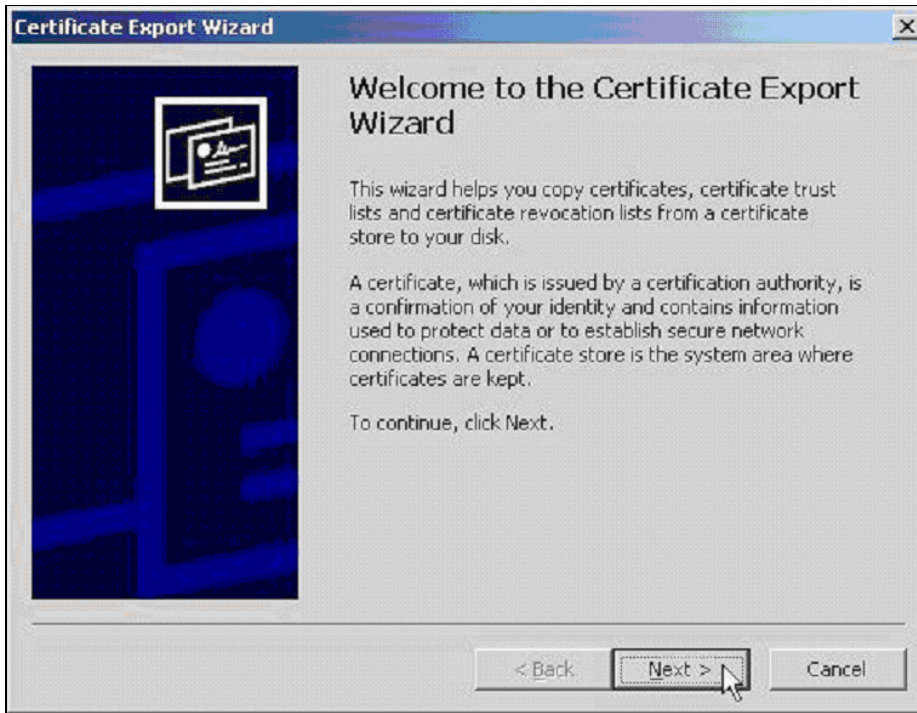 Certificate Export Wizard
Welcome to the Certificate Export
Wizard
This wizard helps you copy certificates, certificate trust
lists and certificate revocation lists from a certificate
store to your disk.
A certificate, which is issued by a certification authority, is
a confirmation of your identity and contains information
used to protect data or to establish secure network
connections. A certificate store is the system area where
certificates are kept.
To continue, click Next.
< Back
Next >
Cancel